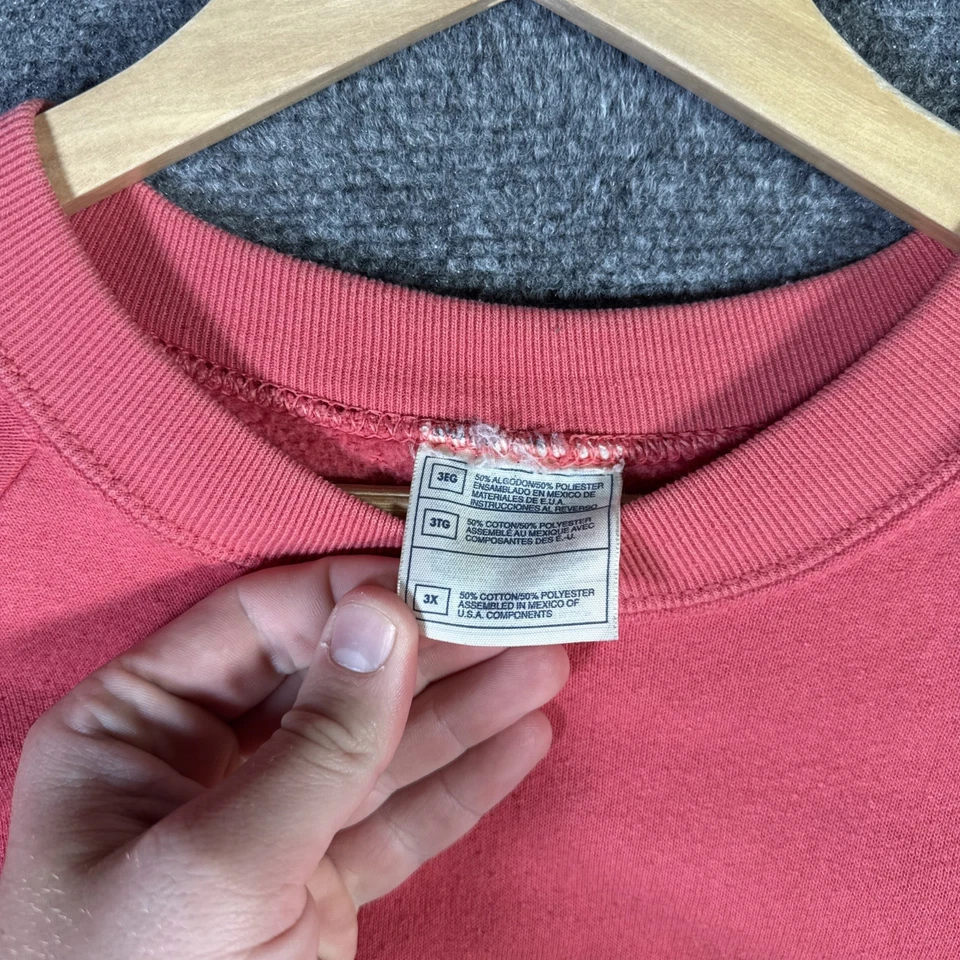 3EG
50% ALGODON/50% POLIESTER
ENSAMBLADO EN MEXICO DE
MATERIALES DE E.U.A.
INSTRUCCIONES AL REVERSO
3TG
50% COTON/50% POLYESTER
ASSEMBLÉ AU MEXIQUE AVEC
COMPOSANTES DES E.-U.
3X
50% COTTON/50% POLYESTER
ASSEMBLED IN MEXICO OF
U.S.A. COMPONENTS